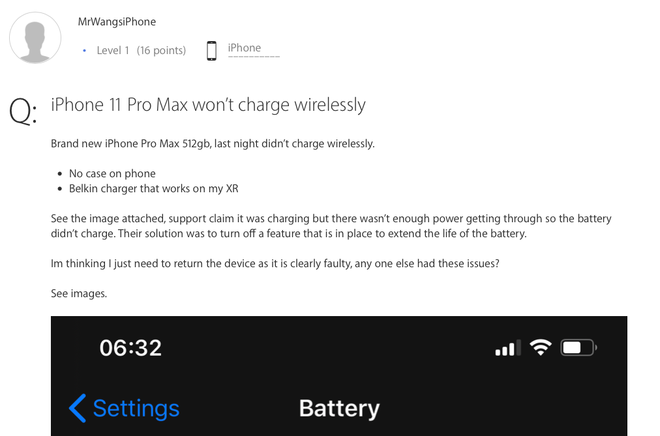 MrWangsiPhone
• Level 1 (16 points) iPhone
Q: iPhone 11 Pro Max won’t charge wirelessly
Brand new iPhone Pro Max 512gb, last night didn’t charge wirelessly.
• No case on phone
• Belkin charger that works on my XR
See the image attached, support claim it was charging but there wasn’t enough power getting through so the battery
didn’t charge. Their solution was to turn off a feature that is in place to extend the life of the battery.
Im thinking I just need to return the device as it is clearly faulty, any one else had these issues?
See images.
06:32
Settings Battery